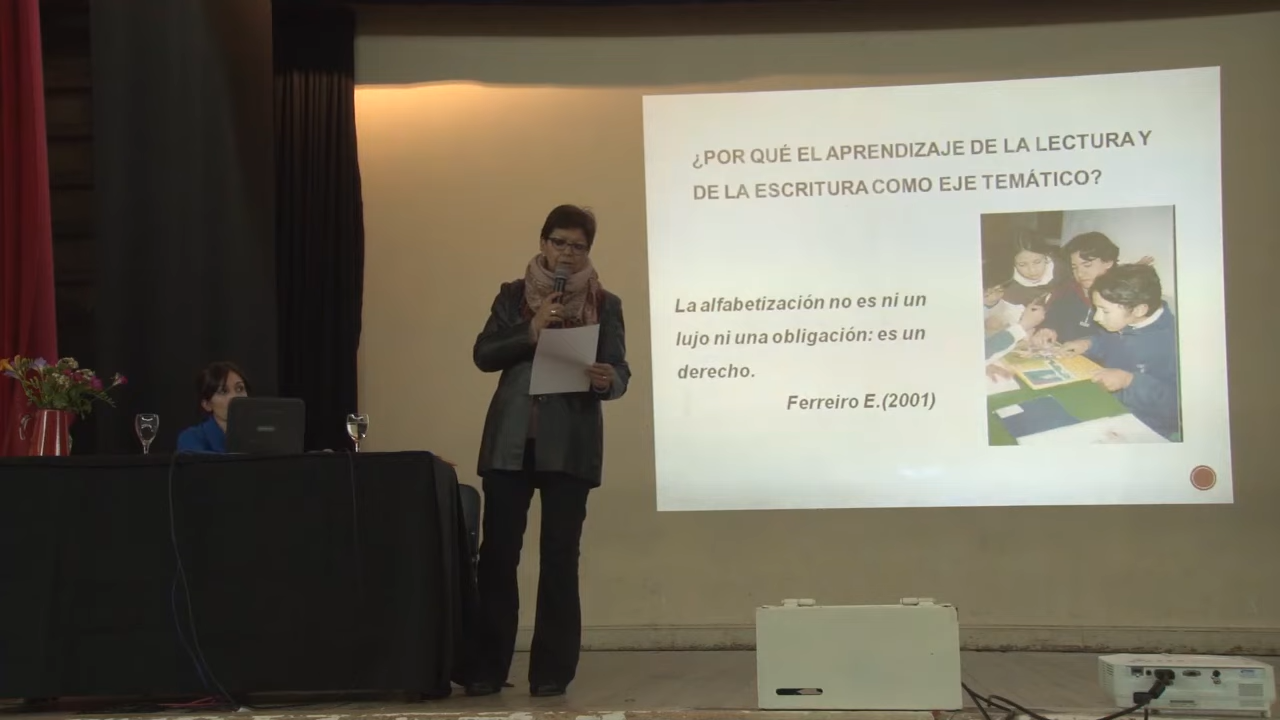 ¿POR QUÉ EL APRENDIZAJE DE LA LECTURA Y
DE LA ESCRITURA COMO EJE TEMÁTICO?
La alfabetización no es ni un
lujo ni una obligación: es un
derecho.
Ferreiro E.(2001)